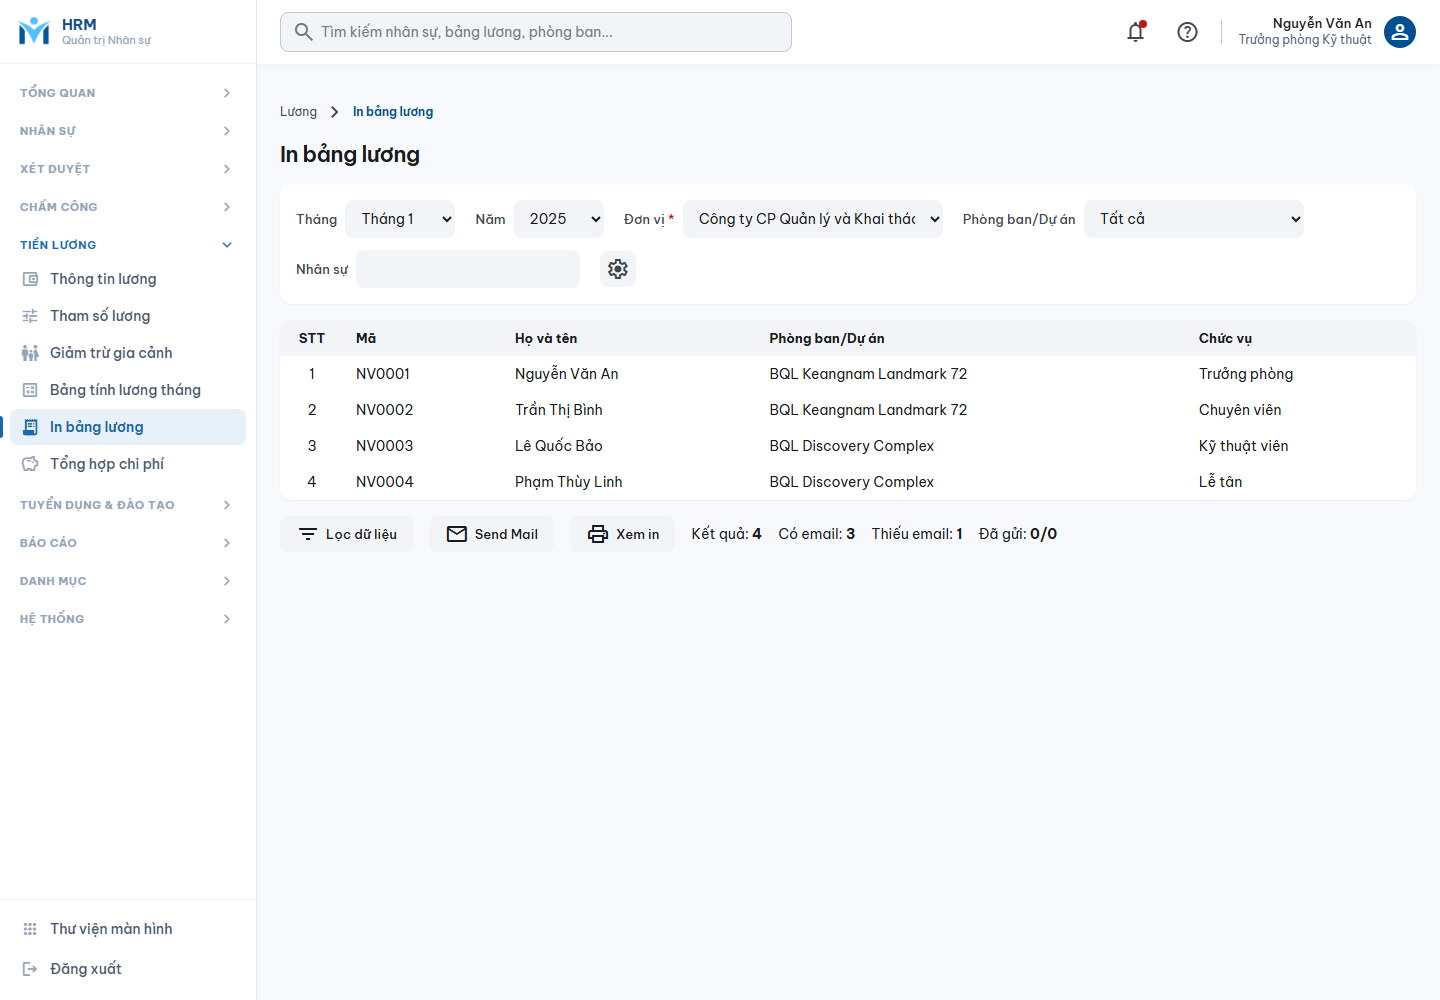 HRM
Quản trị Nhân sự
Tìm kiếm nhân sự, bảng lương, phòng ban...
Nguyễn Văn An
Trưởng phòng Kỹ thuật
TỔNG QUAN
NHÂN SỰ
XÉT DUYỆT
CHẤM CÔNG
TIỀN LƯƠNG
Thông tin lương
Tham số lương
Giảm trừ gia cảnh
Bảng tính lương tháng
In bảng lương
Tổng hợp chi phí
TUYỂN DỤNG & ĐÀO TẠO
BÁO CÁO
DANH MỤC
HỆ THỐNG
Thư viện màn hình
Đăng xuất
Lương > In bảng lương
In bảng lương
Tháng Tháng 1 Năm 2025 Đơn vị * Công ty CP Quản lý và Khai thác Phòng ban/Dự án Tất cả
Nhân sự
STT Mã Họ và tên Phòng ban/Dự án Chức vụ
1 NV0001 Nguyễn Văn An BQL Keangnam Landmark 72 Trưởng phòng
2 NV0002 Trần Thị Bình BQL Keangnam Landmark 72 Chuyên viên
3 NV0003 Lê Quốc Bảo BQL Discovery Complex Kỹ thuật viên
4 NV0004 Phạm Thùy Linh BQL Discovery Complex Lễ tân
Lọc dữ liệu Send Mail Xem in Kết quả: 4 Có email: 3 Thiếu email: 1 Đã gửi: 0/0